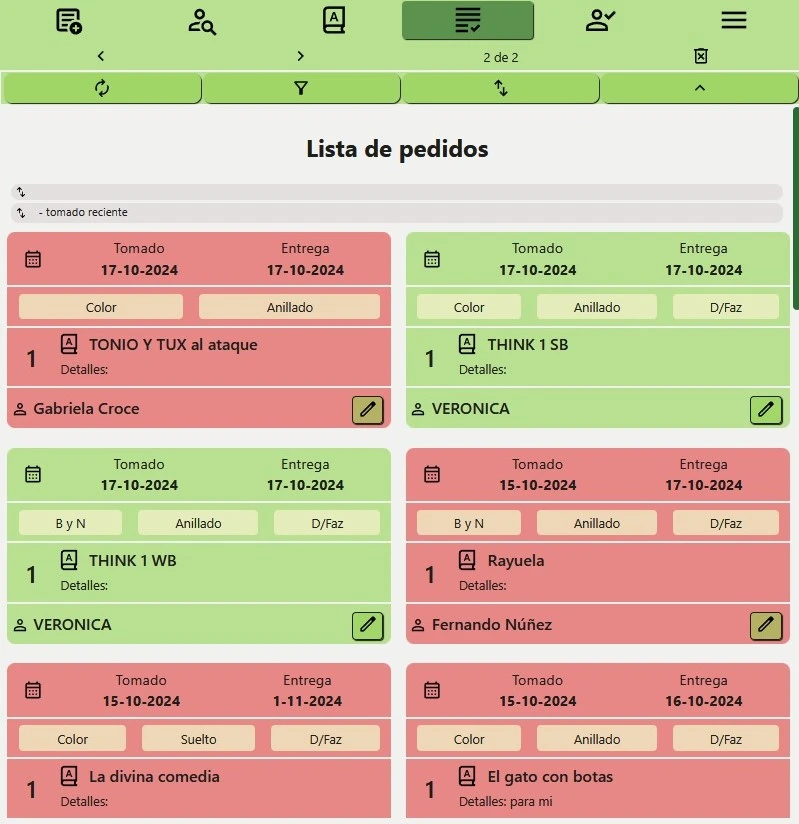 2 de 2
Lista de pedidos
- tomado reciente
Tomado Entrega
17-10-2024 17-10-2024
Color Anillado
1 TONIO Y TUX al ataque
Detalles:
Gabriela Croce
Tomado Entrega
17-10-2024 17-10-2024
Color Anillado D/Faz
1 THINK 1 SB
Detalles:
VERONICA
Tomado Entrega
17-10-2024 17-10-2024
B y N Anillado D/Faz
1 THINK 1 WB
Detalles:
VERONICA
Tomado Entrega
15-10-2024 17-10-2024
B y N Anillado D/Faz
1 Rayuela
Detalles:
Fernando Núñez
Tomado Entrega
15-10-2024 1-11-2024
Color Suelto D/Faz
1 La divina comedia
Detalles:
Tomado Entrega
15-10-2024 16-10-2024
Color Anillado D/Faz
1 El gato con botas
Detalles: para mi